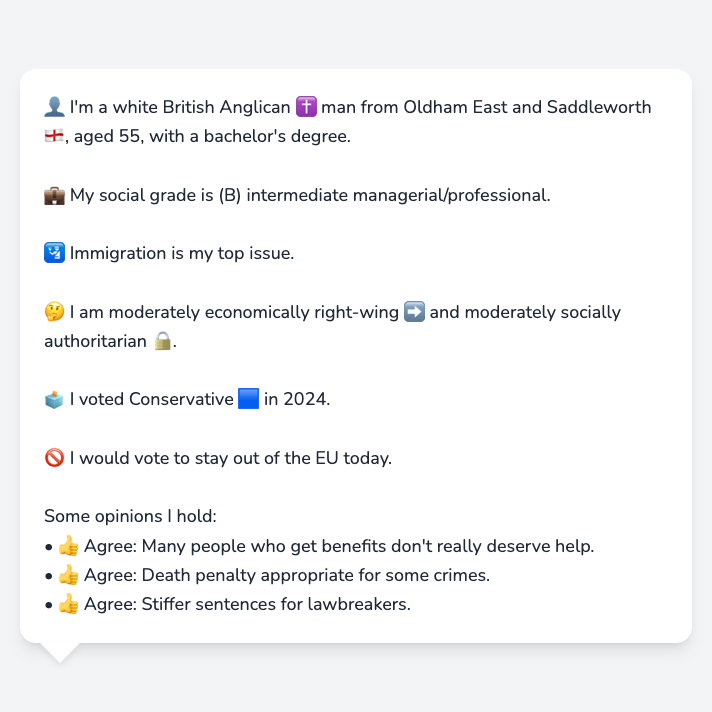 👤 I'm a white British Anglican ✝️ man from Oldham East and Saddleworth
🏴󠁧󠁢󠁥󠁮󠁧󠁿, aged 55, with a bachelor's degree.
💼 My social grade is (B) intermediate managerial/professional.
🛂 Immigration is my top issue.
🤔 I am moderately economically right-wing ➡️ and moderately socially
authoritarian 🔒.
🗳️ I voted Conservative 🟦 in 2024.
🚫 I would vote to stay out of the EU today.
Some opinions I hold:
• 👍 Agree: Many people who get benefits don't really deserve help.
• 👍 Agree: Death penalty appropriate for some crimes.
• 👍 Agree: Stiffer sentences for lawbreakers.